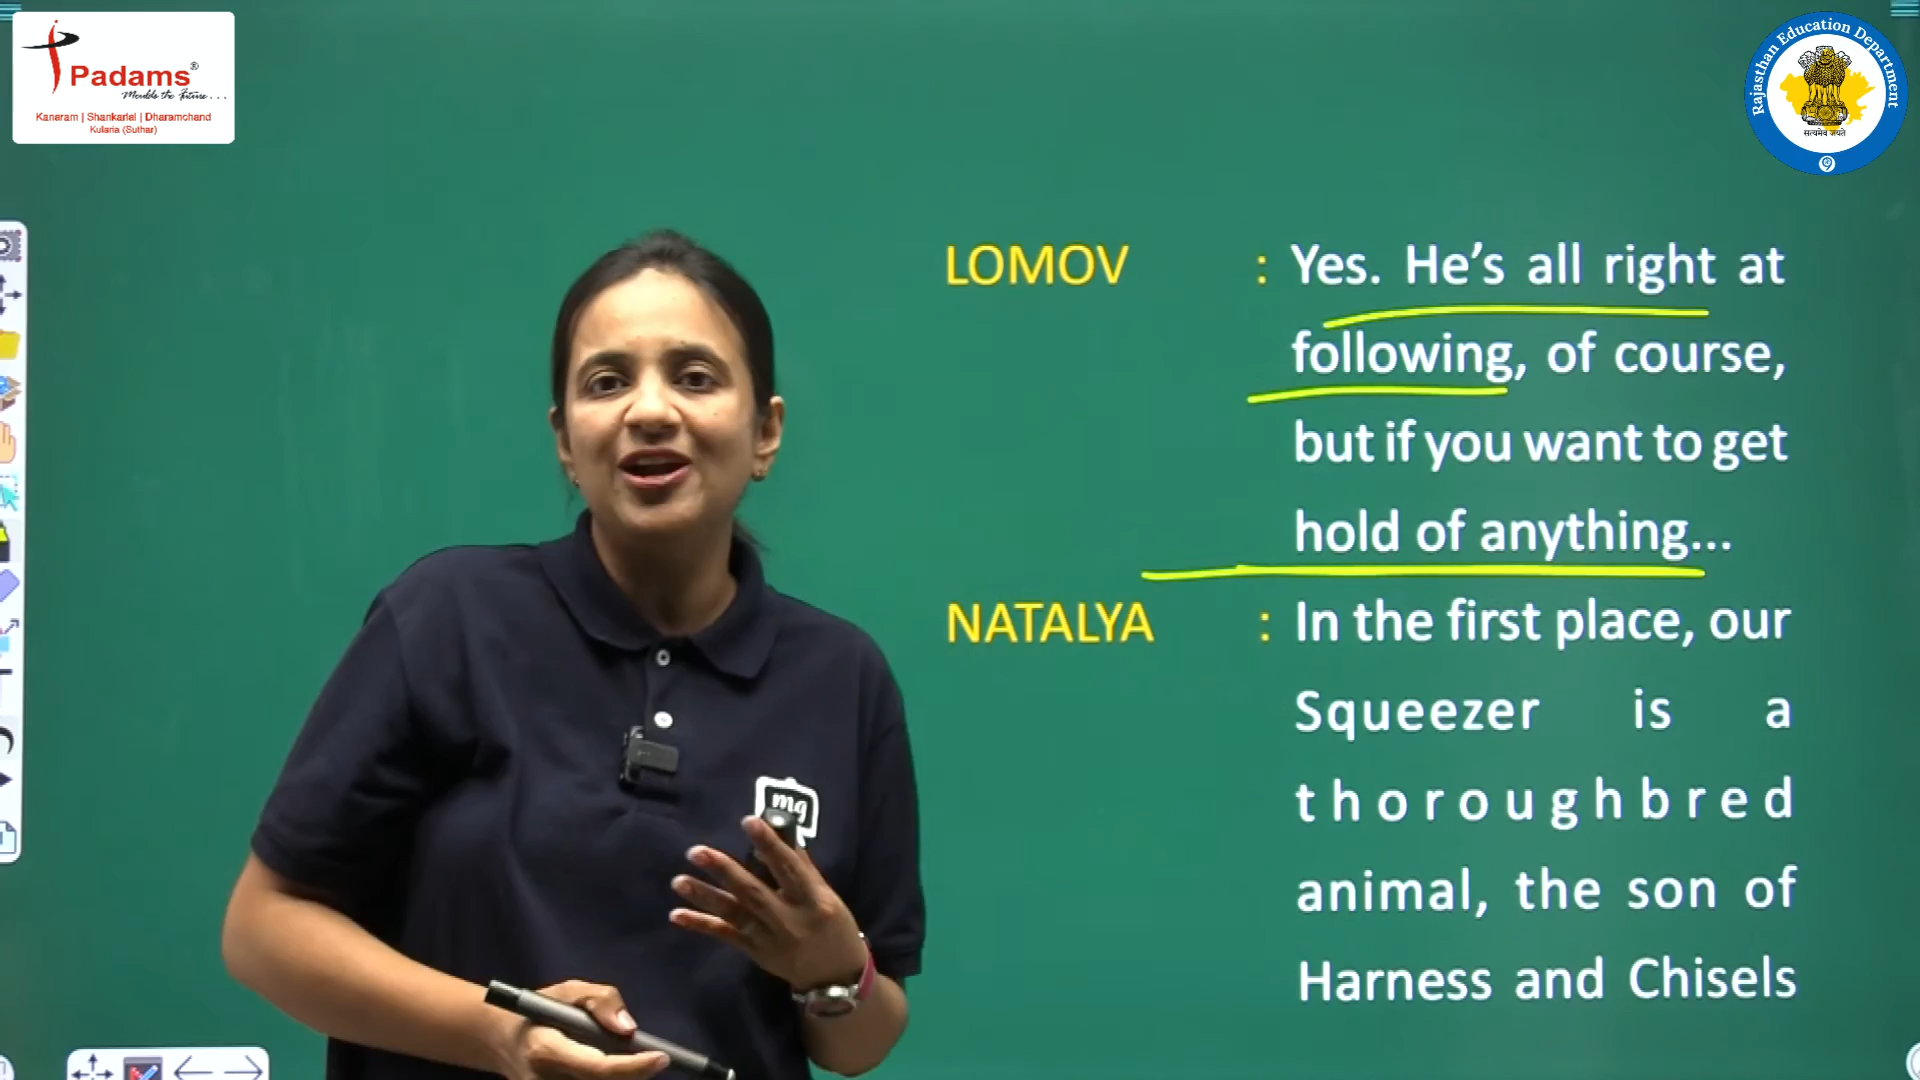 Padams®
Moulds the Future...
Kanaram | Shankarlal | Dharamchand
Kularia (Suthar)
Rajasthan Education Department
सत्यमेव जयते
LOMOV : Yes. He's all right at
following, of course,
but if you want to get
hold of anything...
NATALYA : In the first place, our
Squeezer is a
thoroughbred
animal, the son of
Harness and Chisels
mg